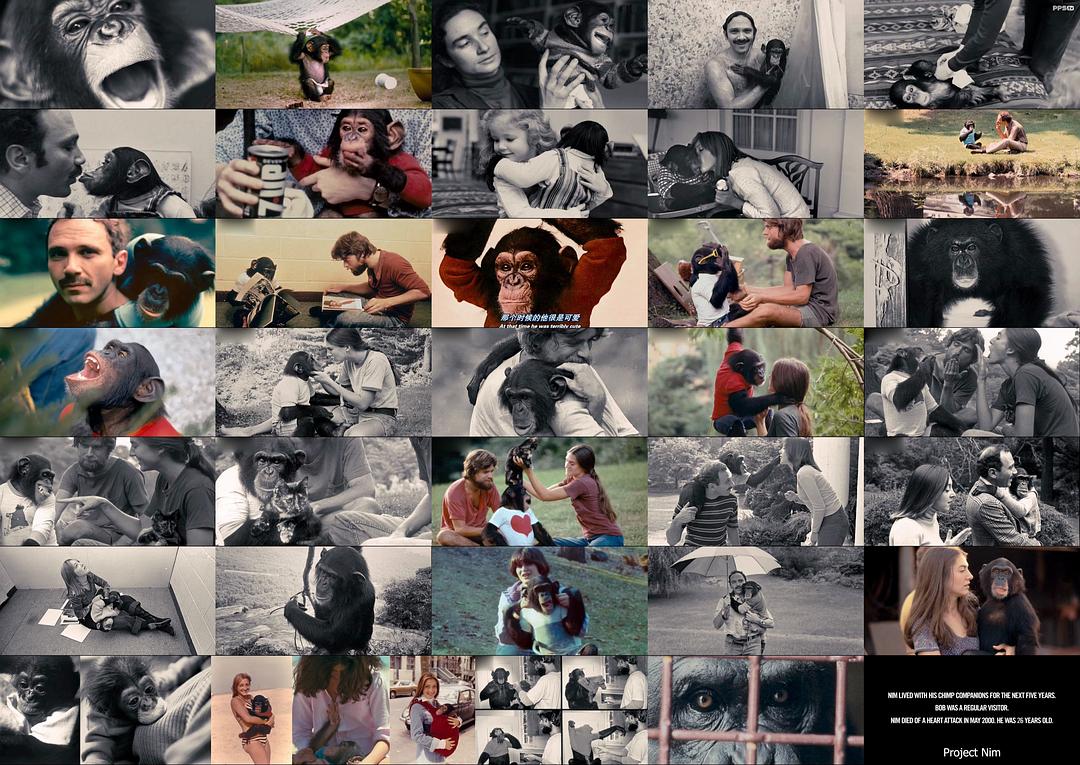 PPS
7UP
那个时候的他很是可爱
At that time he was terribly cute
NIM LIVED WITH HIS CHIMP COMPANIONS FOR THE NEXT FIVE YEARS.
BOB WAS A REGULAR VISITOR.
NIM DIED OF A HEART ATTACK IN MAY 2000. HE WAS 26 YEARS OLD.
Project Nim